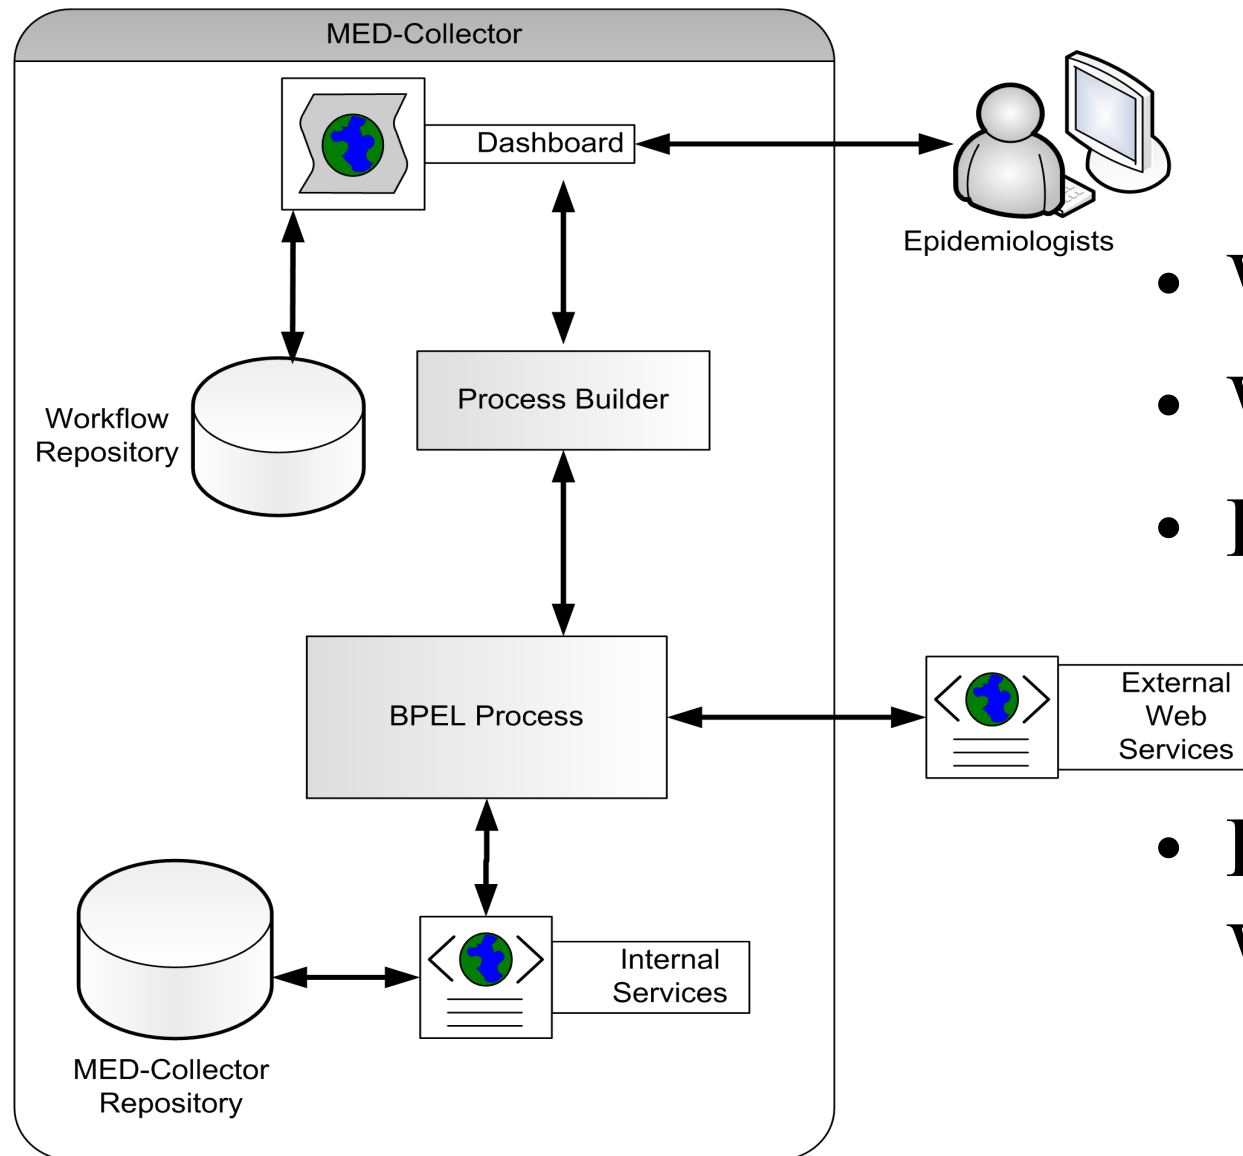 MED-Collector
Dashboard
Epidemiologists
Process Builder
Workflow
Repository
BPEL Process
External
Web
Services
Internal
Services
MED-Collector
Repository